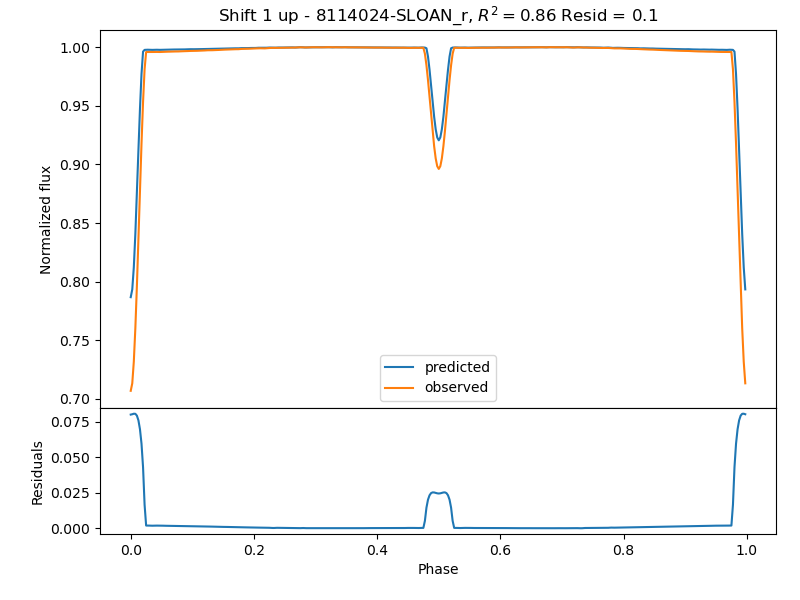 Shift 1 up - 8114024-SLOAN_r, R² = 0.86 Resid = 0.1
1.00
0.95
0.90
0.85
0.80
0.75
0.70
Normalized flux
predicted
observed
0.075
0.050
0.025
0.000
Residuals
0.0 0.2 0.4 0.6 0.8 1.0
Phase